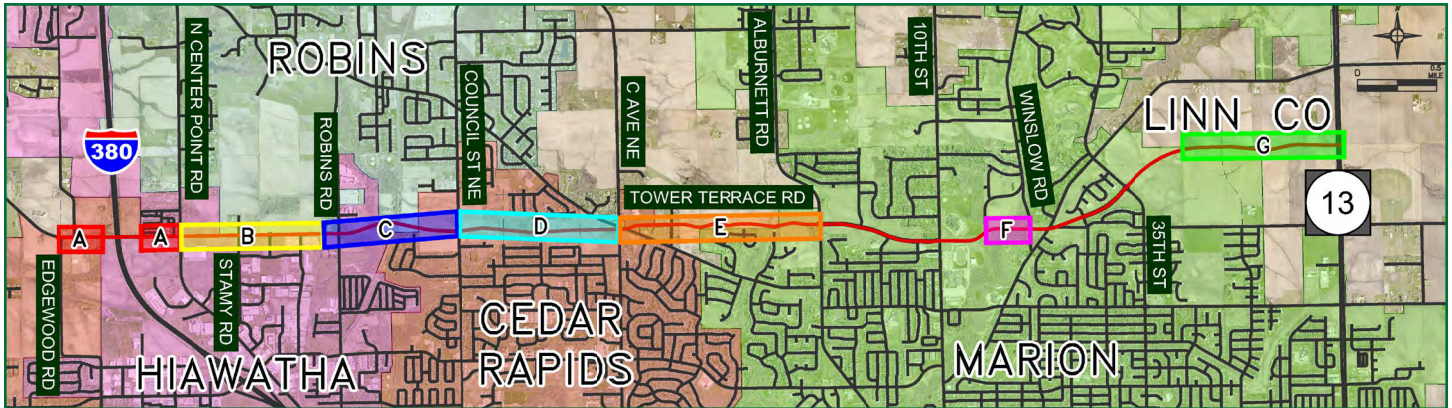 N CENTER POINT RD
ROBINS
COUNCIL ST NE
C AVE NE
ALBURNETT RD
10TH ST
WINSLOW RD
LINN CO
0
0.5
MILE
380
ROBINS RD
TOWER TERRACE RD
A
A
B
C
D
E
F
G
13
EDGEWOOD RD
STAMY RD
35TH ST
HIAWATHA
CEDAR
RAPIDS
MARION